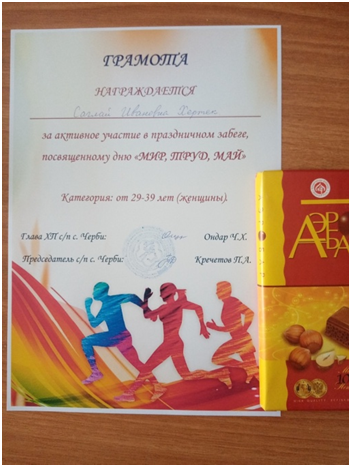 ГРАМОТА
НАГРАЖДАЕТСЯ
за активное участие в праздничном забеге,
посвященному дню «МИР, ТРУД, МАЙ»
Категория: от 29-39 лет (женщины).
Глава ХП с/п с. Черби: Ондар Ч.Х.
Председатель с/п с. Черби: Кречетов П.А.